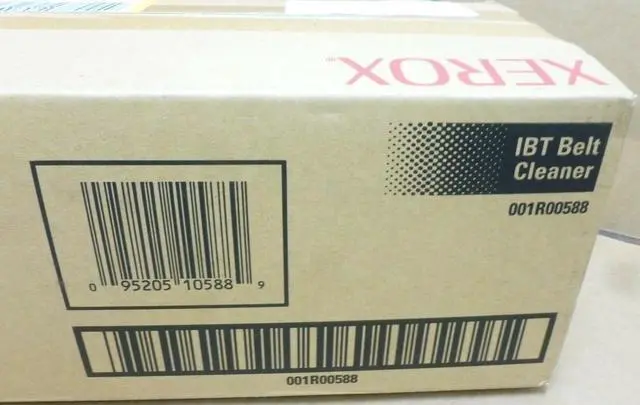 XEROX®
IBT Belt
Cleaner
001R00588
0 95205 10588 9
001R00588